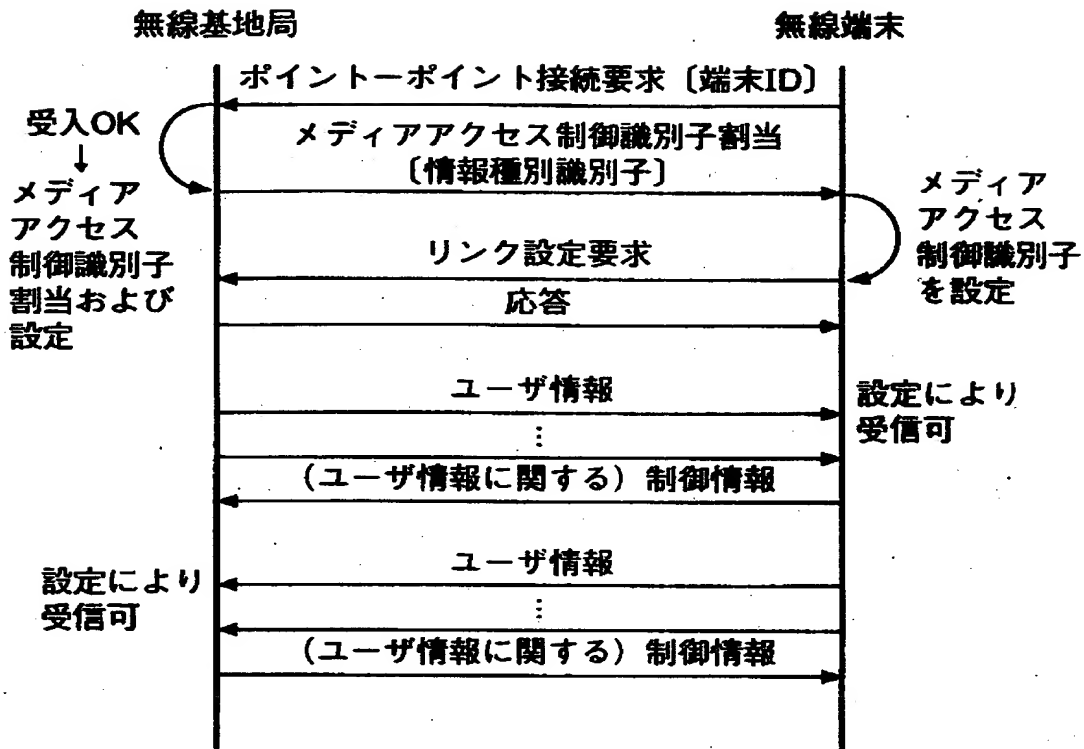 無線基地局
無線端末
ポイントーポイント接続要求〔端末ID〕
受入OK
↓
メディア
アクセス
制御識別子
割当および
設定
メディアアクセス制御識別子割当
〔情報種別識別子〕
メディア
アクセス
制御識別子
を設定
リンク設定要求
応答
ユーザ情報
⋮
設定により
受信可
(ユーザ情報に関する)制御情報
ユーザ情報
⋮
設定により
受信可
(ユーザ情報に関する)制御情報